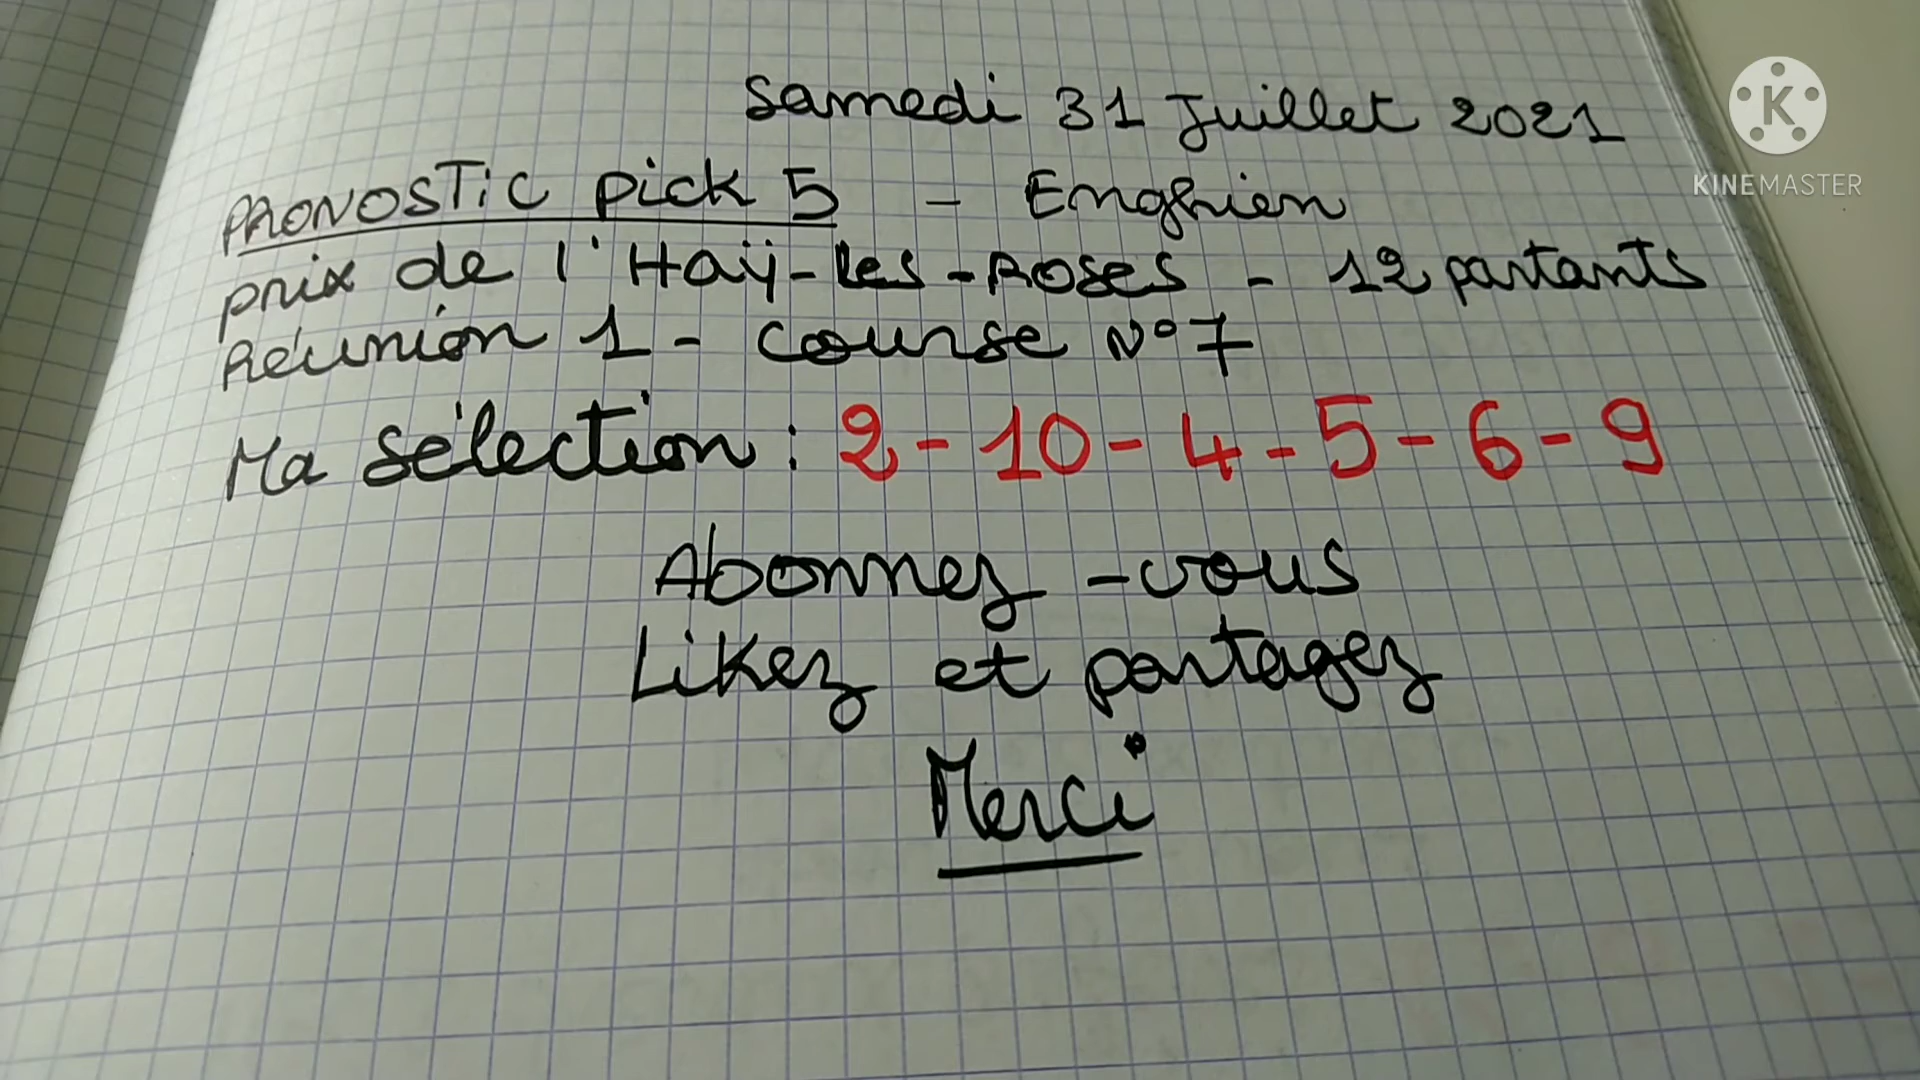 Samedi 31 Juillet 2021
PRONOSTiC pick 5 - Enghien
prix de l'Haÿ-Les-Roses - 12 partants
Réunion 1 - course N°7
Ma sélection : 2 - 10 - 4 - 5 - 6 - 9
Abonnez-vous
Likez et partagez
Merci
K
KINEMASTER